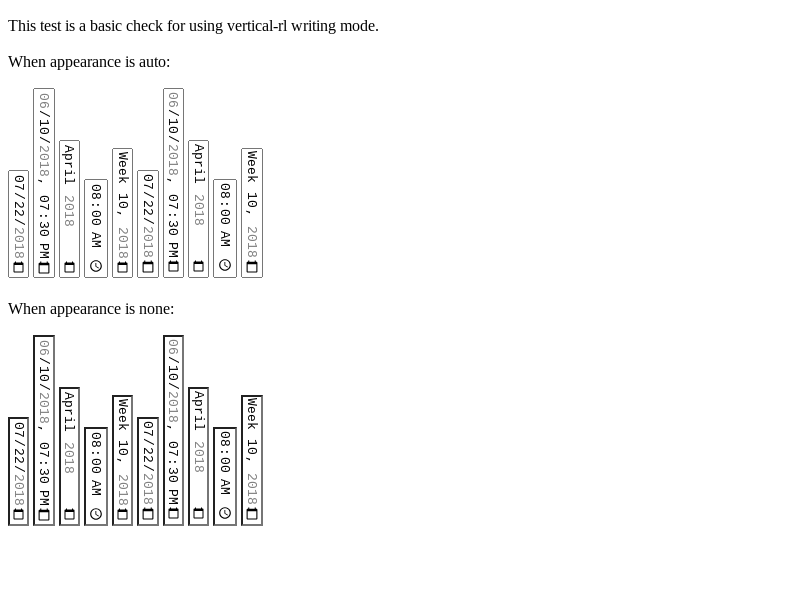 This test is a basic check for using vertical-rl writing mode.
When appearance is auto:
07/22/2018
06/10/2018, 07:30 PM
April 2018
08:00 AM
Week 10, 2018
07/22/2018
06/10/2018, 07:30 PM
April 2018
08:00 AM
Week 10, 2018
When appearance is none:
07/22/2018
06/10/2018, 07:30 PM
April 2018
08:00 AM
Week 10, 2018
07/22/2018
06/10/2018, 07:30 PM
April 2018
08:00 AM
Week 10, 2018